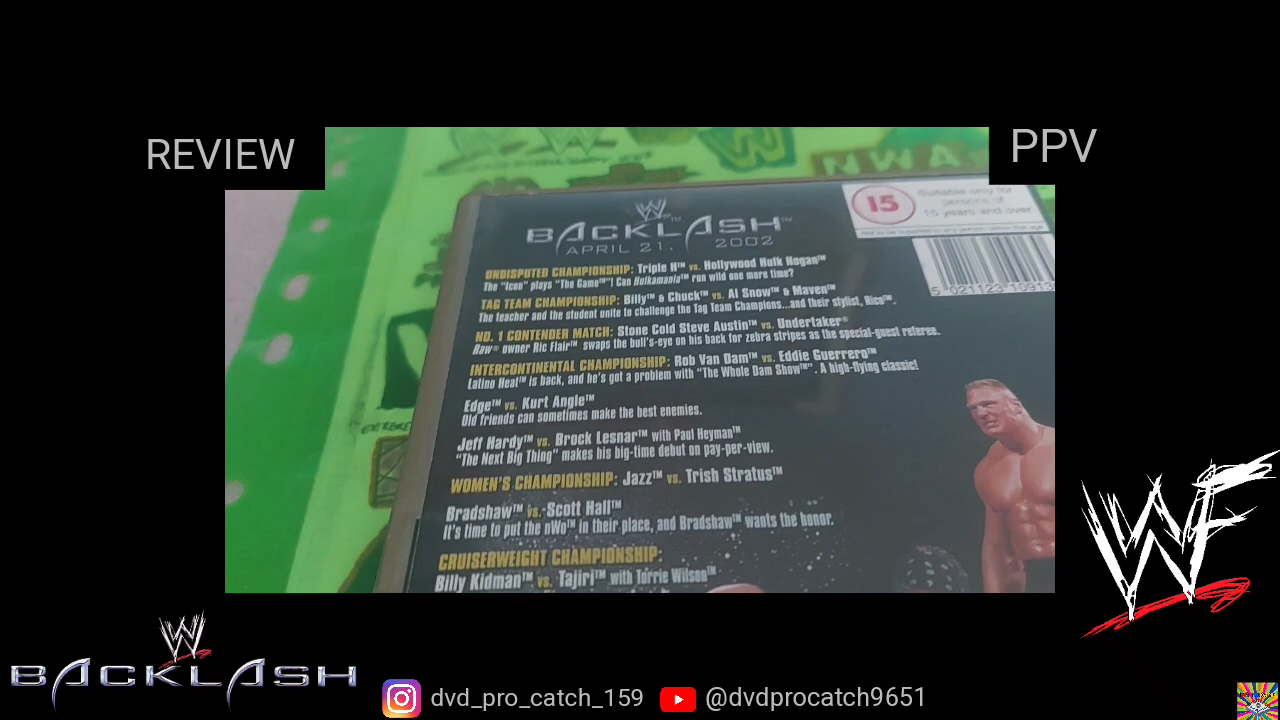 REVIEW
PPV
NWA
W™
BACKLASH™
APRIL 21, 2002
15
Suitable only for
persons of
15 years and over
UNDISPUTED CHAMPIONSHIP: Triple H™ vs. Hollywood Hulk Hogan™
The "Icon" plays "The Game™"! Can Hulkamania™ run wild one more time?
TAG TEAM CHAMPIONSHIP: Billy™ & Chuck™ vs. Al Snow™ & Maven™
The teacher and the student unite to challenge the Tag Team Champions...and their stylist, Rico™.
NO. 1 CONTENDER MATCH: Stone Cold Steve Austin™ vs. Undertaker®
Raw® owner Ric Flair™ swaps the bull's-eye on his back for zebra stripes as the special-guest referee.
INTERCONTINENTAL CHAMPIONSHIP: Rob Van Dam™ vs. Eddie Guerrero™
Latino Heat™ is back, and he's got a problem with "The Whole Dam Show™". A high-flying classic!
Edge™ vs. Kurt Angle™
Old friends can sometimes make the best enemies.
Jeff Hardy™ vs. Brock Lesnar™ with Paul Heyman™
"The Next Big Thing" makes his big-time debut on pay-per-view.
WOMEN'S CHAMPIONSHIP: Jazz™ vs. Trish Stratus™
Bradshaw™ vs. Scott Hall™
It's time to put the nWo™ in their place, and Bradshaw™ wants the honor.
CRUISERWEIGHT CHAMPIONSHIP:
Billy Kidman™ vs. Tajiri™ with Torrie Wilson™
WF
W
BACKLASH
dvd_pro_catch_159
@dvdprocatch9651